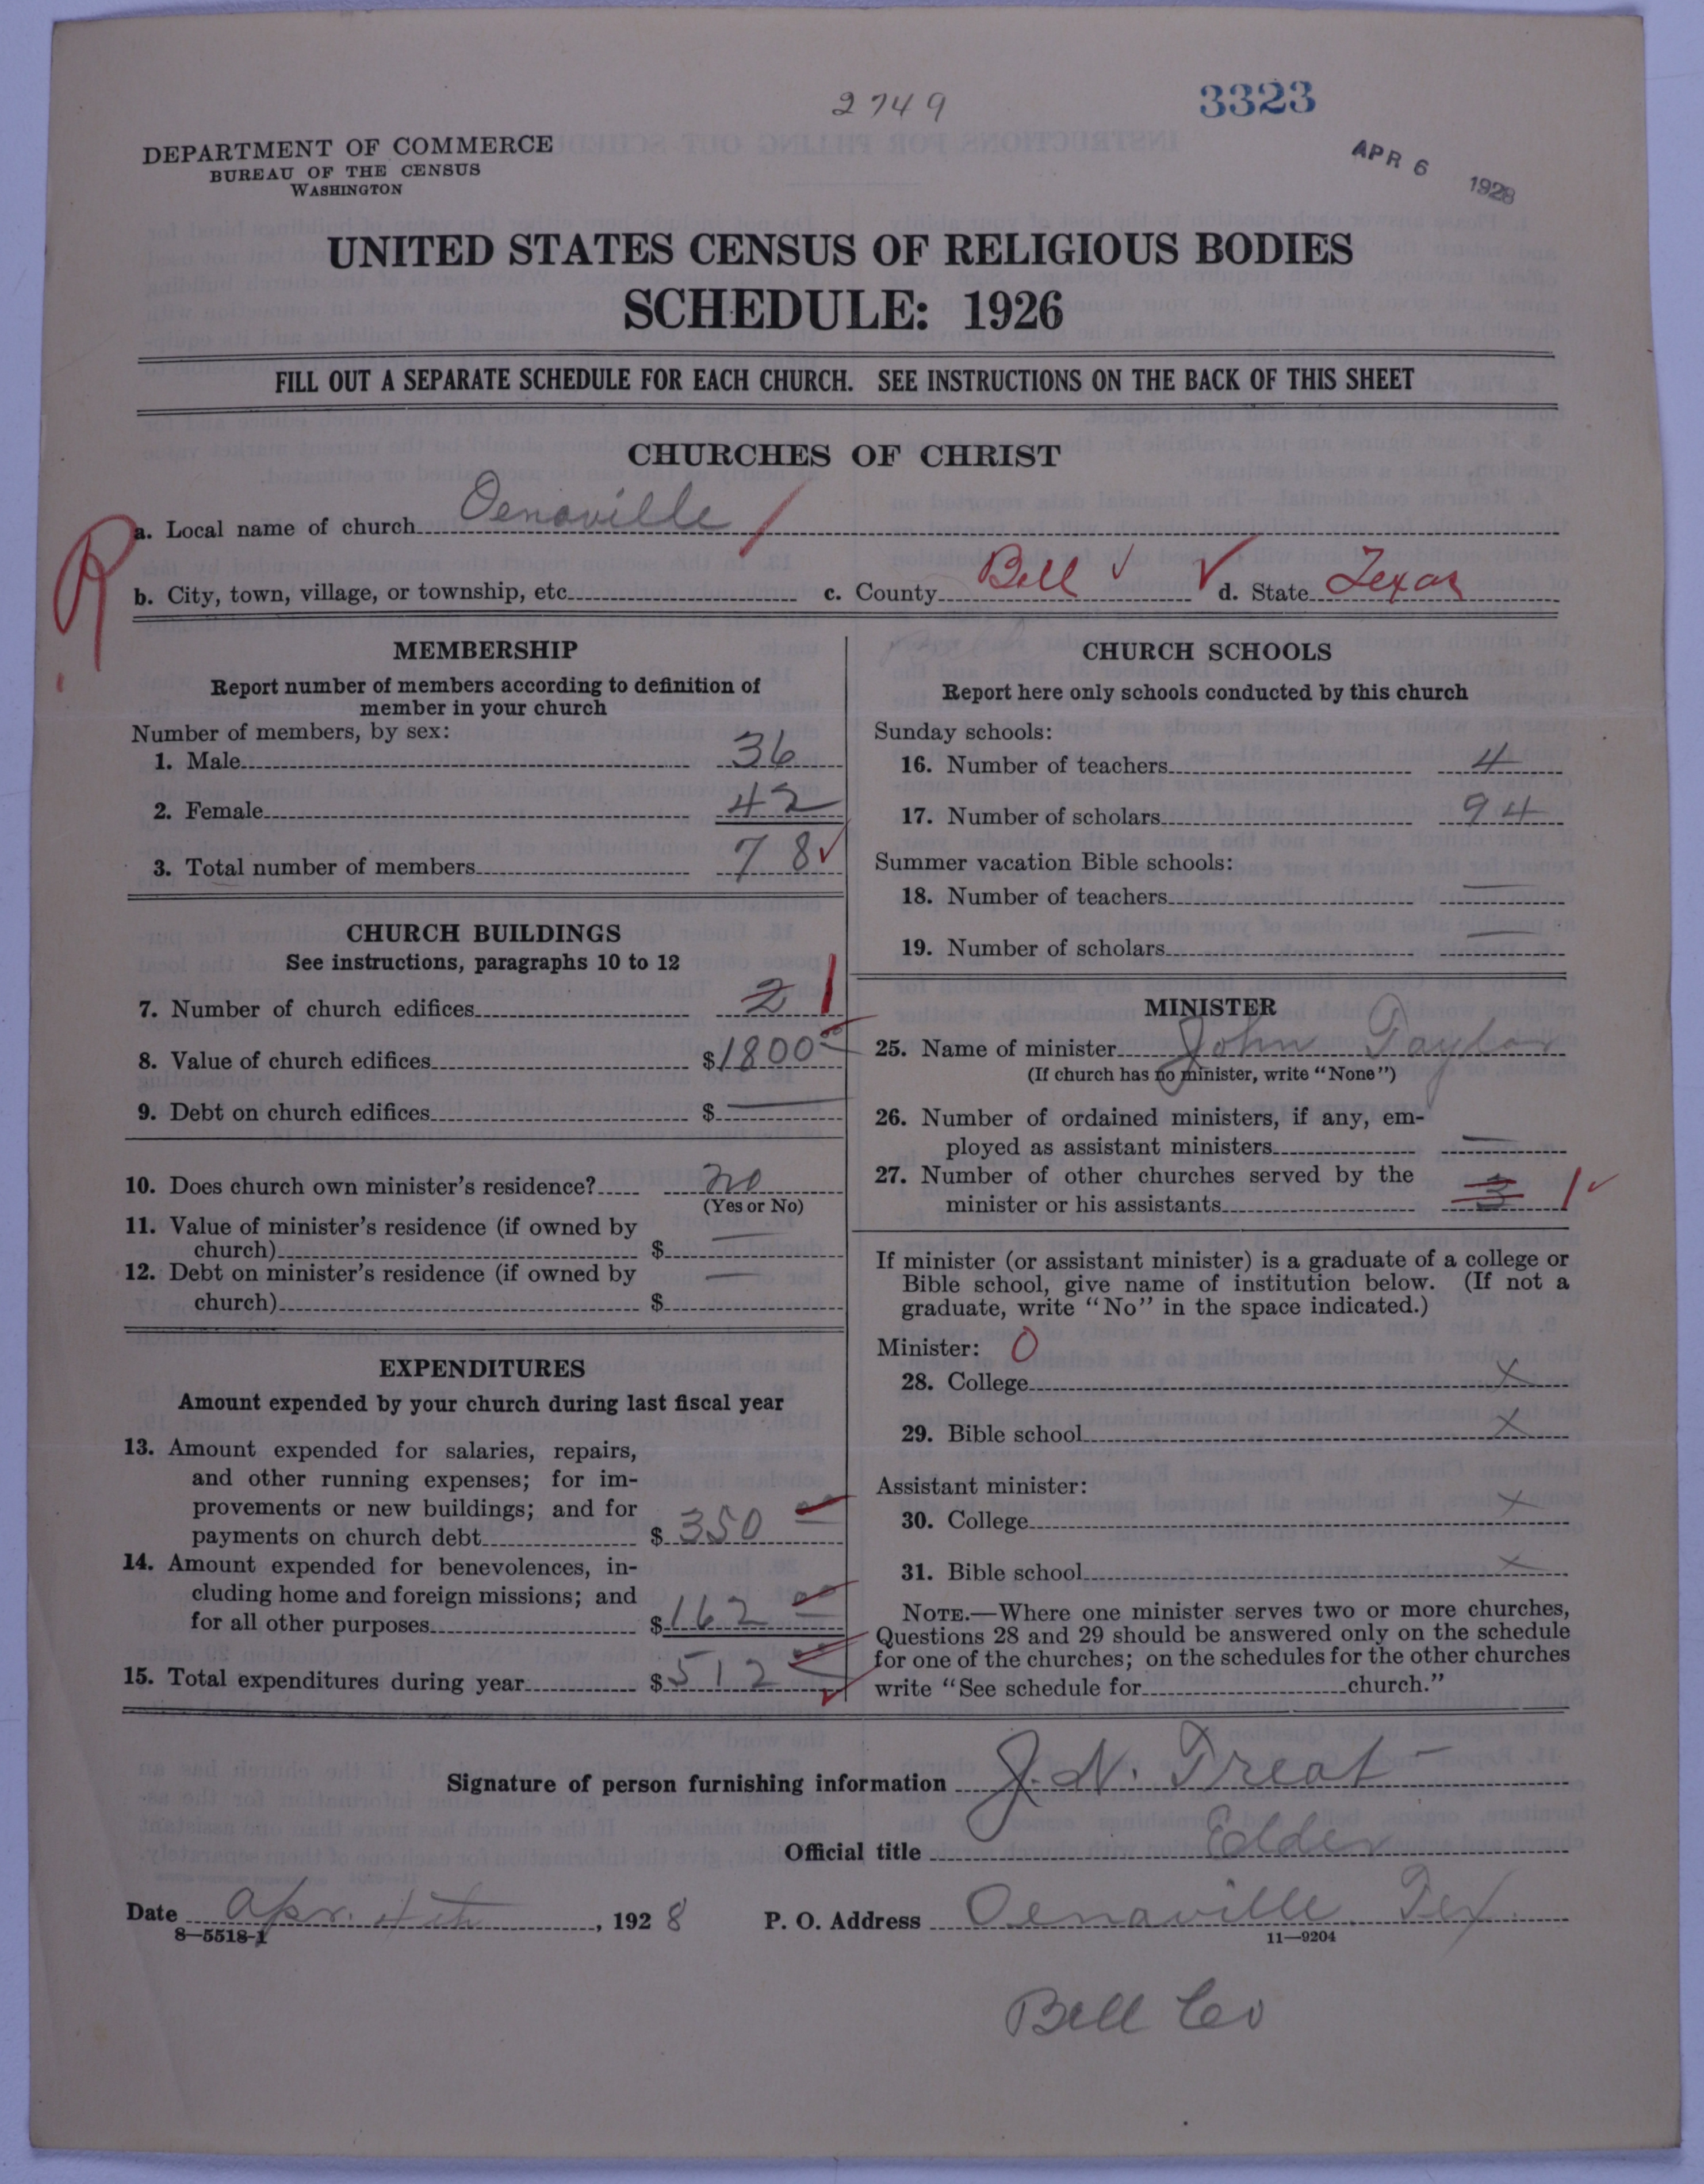 2749
3323
APR 6 1928
DEPARTMENT OF COMMERCE
BUREAU OF THE CENSUS
WASHINGTON
UNITED STATES CENSUS OF RELIGIOUS BODIES
SCHEDULE: 1926
FILL OUT A SEPARATE SCHEDULE FOR EACH CHURCH. SEE INSTRUCTIONS ON THE BACK OF THIS SHEET
CHURCHES OF CHRIST
R
a. Local name of church Oenaville
b. City, town, village, or township, etc. c. County Bell d. State Texas
MEMBERSHIP
Report number of members according to definition of
member in your church
Number of members, by sex:
1. Male 36
2. Female 42
3. Total number of members 78
CHURCH BUILDINGS
See instructions, paragraphs 10 to 12
7. Number of church edifices 2 1
8. Value of church edifices $1800 00
9. Debt on church edifices $ —
10. Does church own minister's residence? no
(Yes or No)
11. Value of minister's residence (if owned by
church) $ —
12. Debt on minister's residence (if owned by
church) $ —
EXPENDITURES
Amount expended by your church during last fiscal year
13. Amount expended for salaries, repairs,
and other running expenses; for im-
provements or new buildings; and for
payments on church debt $ 350 00
14. Amount expended for benevolences, in-
cluding home and foreign missions; and
for all other purposes $162 00
15. Total expenditures during year $512 00
CHURCH SCHOOLS
Report here only schools conducted by this church
Sunday schools:
16. Number of teachers 4
17. Number of scholars 94
Summer vacation Bible schools:
18. Number of teachers —
19. Number of scholars —
MINISTER
25. Name of minister John Taylor
(If church has no minister, write "None")
26. Number of ordained ministers, if any, em-
ployed as assistant ministers —
27. Number of other churches served by the
minister or his assistants 3 1
If minister (or assistant minister) is a graduate of a college or
Bible school, give name of institution below. (If not a
graduate, write "No" in the space indicated.)
Minister: 0
28. College X
29. Bible school X
Assistant minister:
30. College X
31. Bible school X
NOTE.—Where one minister serves two or more churches,
Questions 28 and 29 should be answered only on the schedule
for one of the churches; on the schedules for the other churches
write "See schedule for church."
Signature of person furnishing information J. N. Treat
Official title Elder
Date Apr. 4th, 1928 P. O. Address Oenaville Tex.
8—5518-1 11—9204
Bell Co